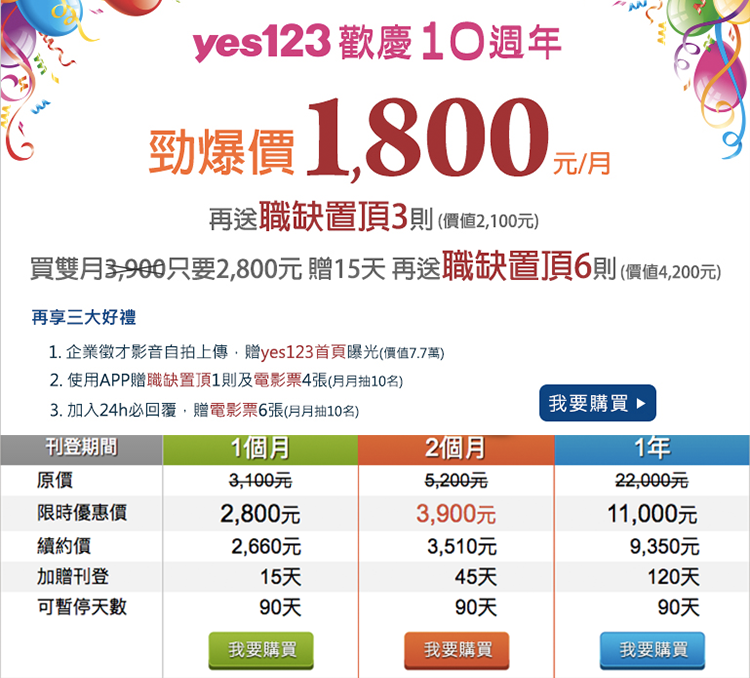 yes123 歡慶10週年
勁爆價1,800元/月
再送職缺置頂3則(價值2,100元)
買雙月3,900只要2,800元 贈15天 再送職缺置頂6則(價值4,200元)
再享三大好禮
1. 企業徵才影音自拍上傳，贈yes123首頁曝光(價值7.7萬)
2. 使用APP贈職缺置頂1則及電影票4張(月月抽10名)
3. 加入24h必回覆，贈電影票6張(月月抽10名)
我要購買
刊登期間 1個月 2個月 1年
原價 3,100元 5,200元 22,000元
限時優惠價 2,800元 3,900元 11,000元
續約價 2,660元 3,510元 9,350元
加贈刊登 15天 45天 120天
可暫停天數 90天 90天 90天
我要購買 我要購買 我要購買